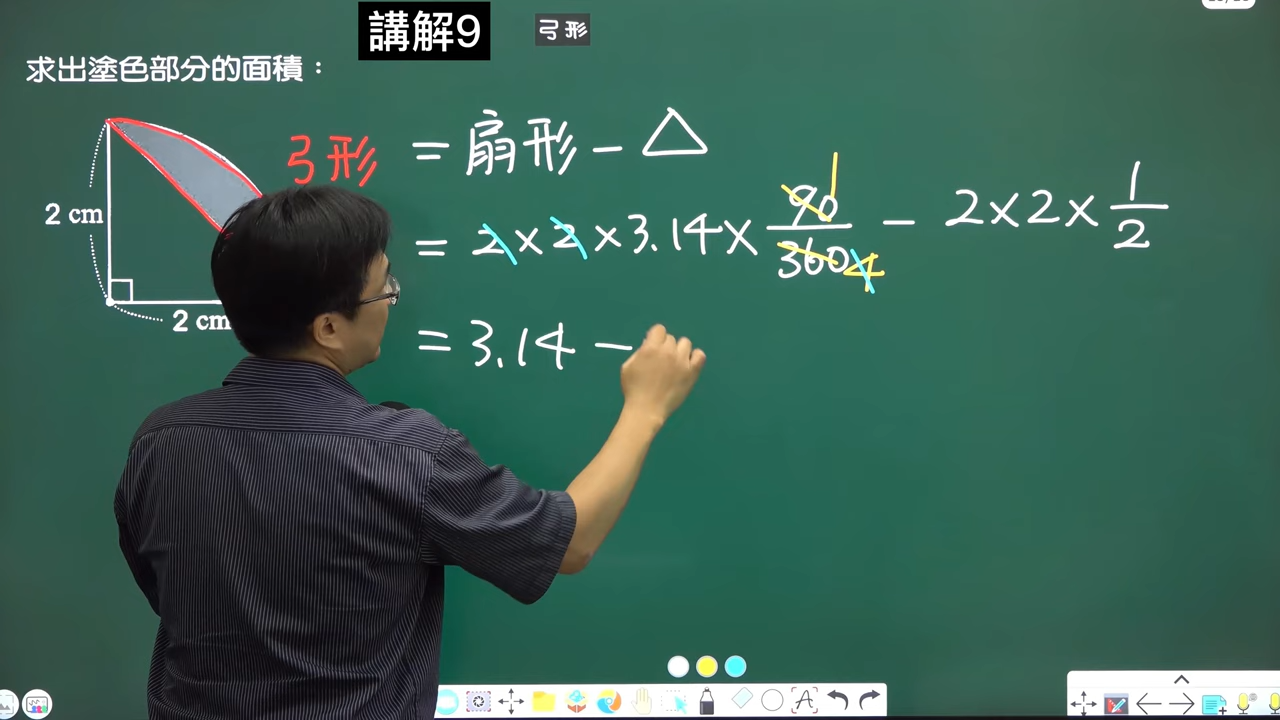 講解9
弓形
求出塗色部分的面積：
2 cm
2 cm
弓形 = 扇形 - △
= 2 × 2 × 3.14 × 90/360 1 4 - 2 × 2 × 1/2
= 3.14 -